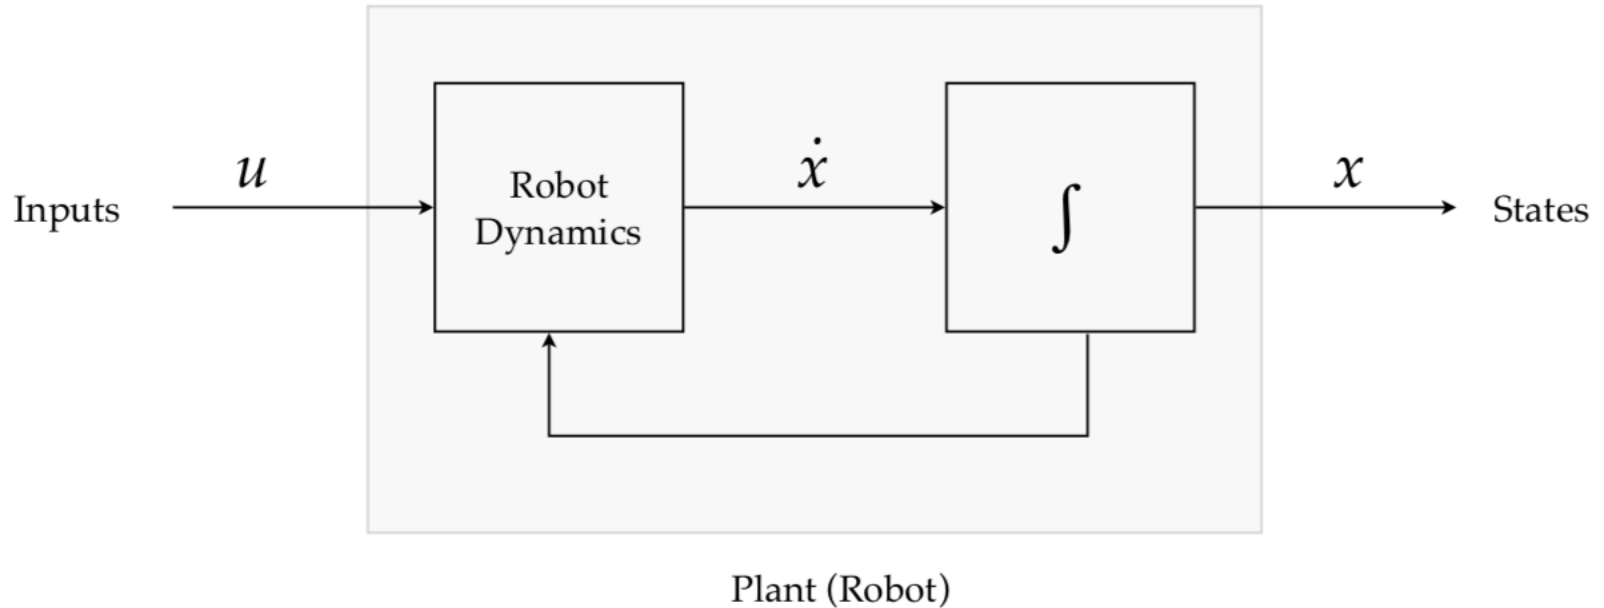 u
ẋ
x
Inputs
Robot
Dynamics
∫
States
Plant (Robot)